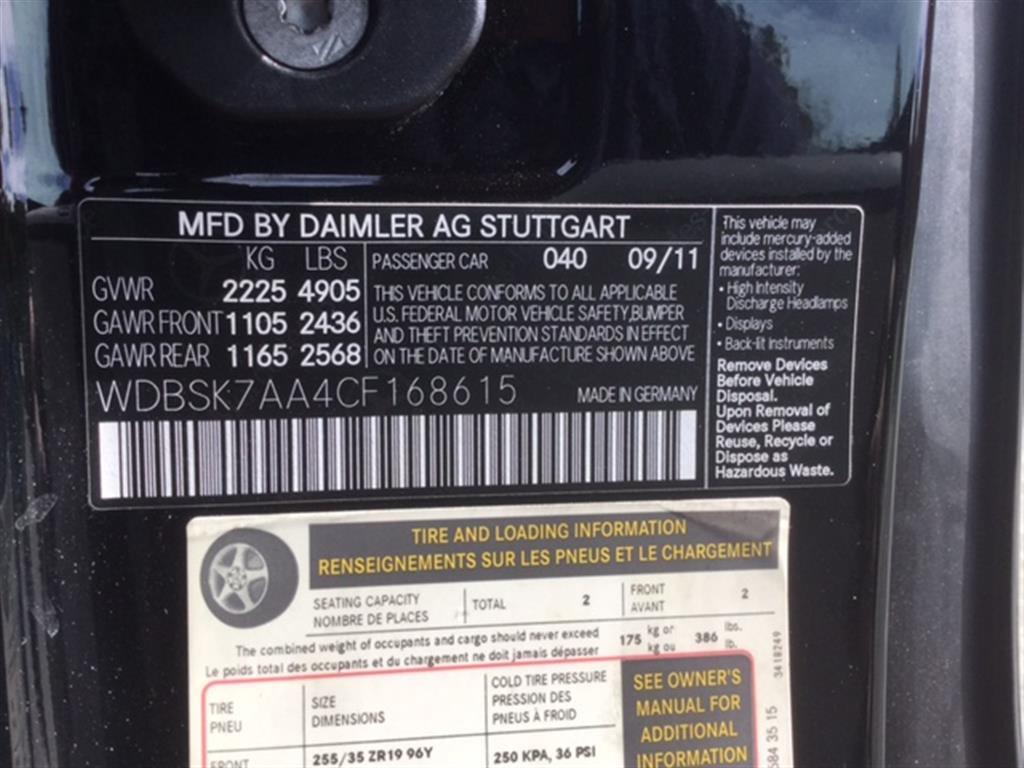 MFD BY DAIMLER AG STUTTGART
KG LBS
GVWR 2225 4905
GAWR FRONT 1105 2436
GAWR REAR 1165 2568
PASSENGER CAR 040 09/11
THIS VEHICLE CONFORMS TO ALL APPLICABLE
U.S. FEDERAL MOTOR VEHICLE SAFETY,BUMPER
AND THEFT PREVENTION STANDARDS IN EFFECT
ON THE DATE OF MANUFACTURE SHOWN ABOVE
WDBSK7AA4CF168615 MADE IN GERMANY
This vehicle may
include mercury-added
devices installed by the
manufacturer:
• High Intensity
Discharge Headlamps
• Displays
• Back-lit Instruments
Remove Devices
Before Vehicle
Disposal.
Upon Removal of
Devices Please
Reuse, Recycle or
Dispose as
Hazardous Waste.
TIRE AND LOADING INFORMATION
RENSEIGNEMENTS SUR LES PNEUS ET LE CHARGEMENT
SEATING CAPACITY
NOMBRE DE PLACES
TOTAL 2
FRONT
AVANT
2
The combined weight of occupants and cargo should never exceed
Le poids total des occupants et du chargement ne doit jamais dépasser
175 kg or 386 lbs.
kg ou lb.
TIRE
PNEU
SIZE
DIMENSIONS
COLD TIRE PRESSURE
PRESSION DES
PNEUS À FROID
SEE OWNER'S
MANUAL FOR
ADDITIONAL
INFORMATION
FRONT
255/35 ZR19 96Y
250 KPA, 36 PSI
3418249
584 35 15